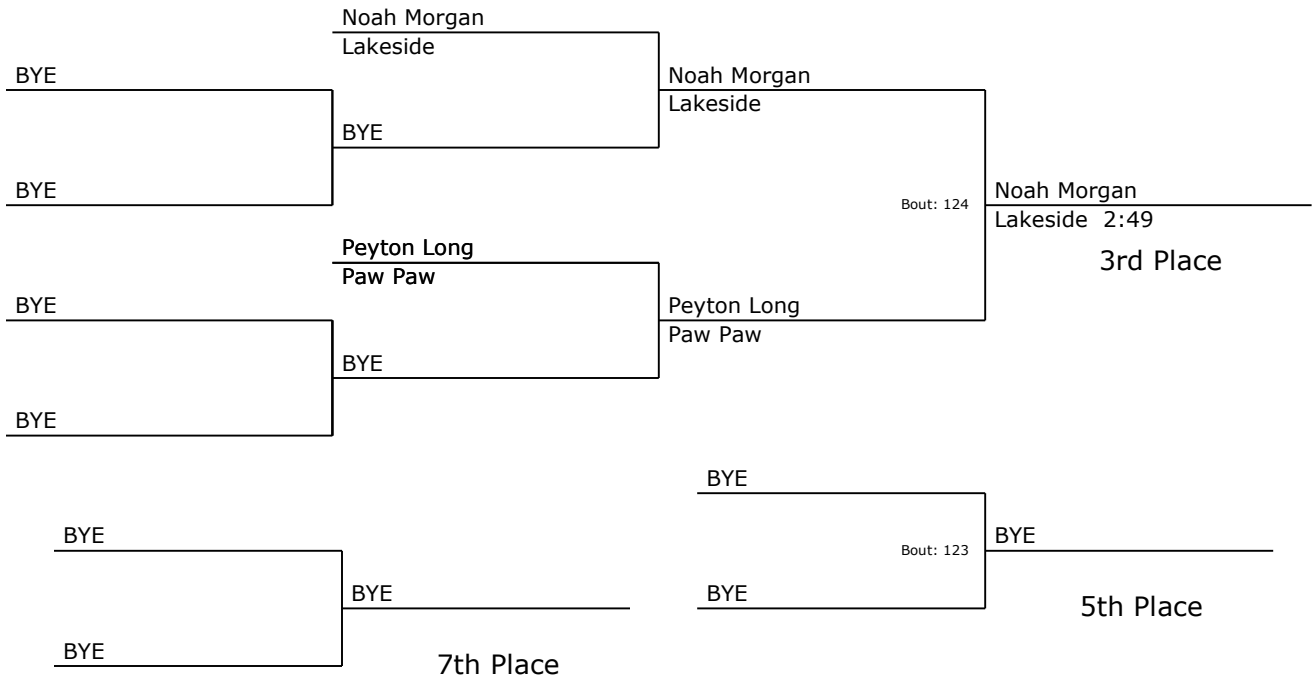 Noah Morgan
Lakeside
BYE
Noah Morgan
Lakeside
BYE
BYE
Bout: 124
Noah Morgan
Lakeside 2:49
3rd Place
Peyton Long
Paw Paw
BYE
Peyton Long
Paw Paw
BYE
BYE
BYE
BYE
Bout: 123
BYE
BYE
BYE
5th Place
BYE
7th Place